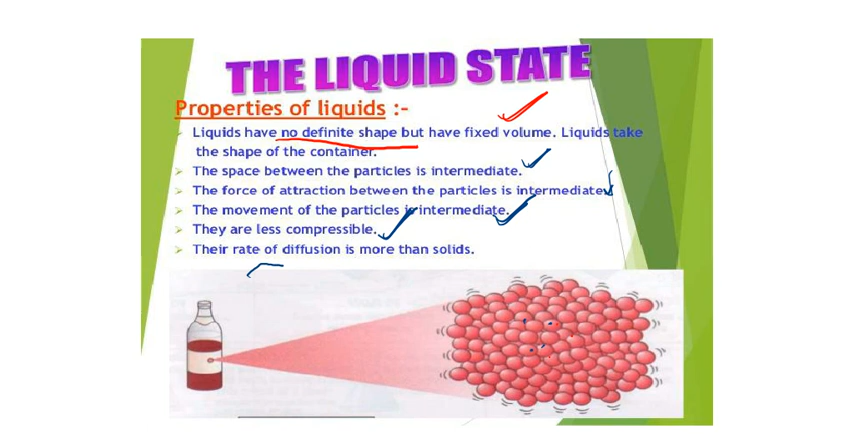 THE LIQUID STATE
Properties of liquids :-
Liquids have no definite shape but have fixed volume. Liquids take
the shape of the container.
The space between the particles is intermediate.
The force of attraction between the particles is intermediate.
The movement of the particles is intermediate.
They are less compressible.
Their rate of diffusion is more than solids.